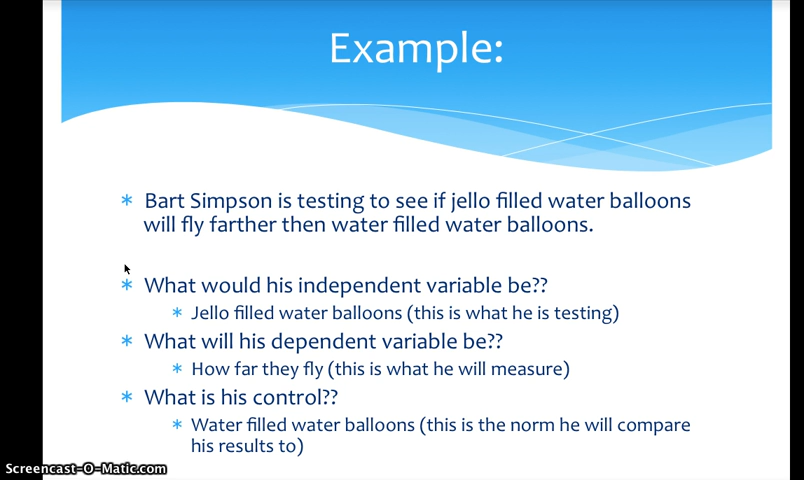 Example:
* Bart Simpson is testing to see if jello filled water balloons
will fly farther then water filled water balloons.
* What would his independent variable be??
* Jello filled water balloons (this is what he is testing)
* What will his dependent variable be??
* How far they fly (this is what he will measure)
* What is his control??
* Water filled water balloons (this is the norm he will compare
his results to)
Screencast-O-Matic.com